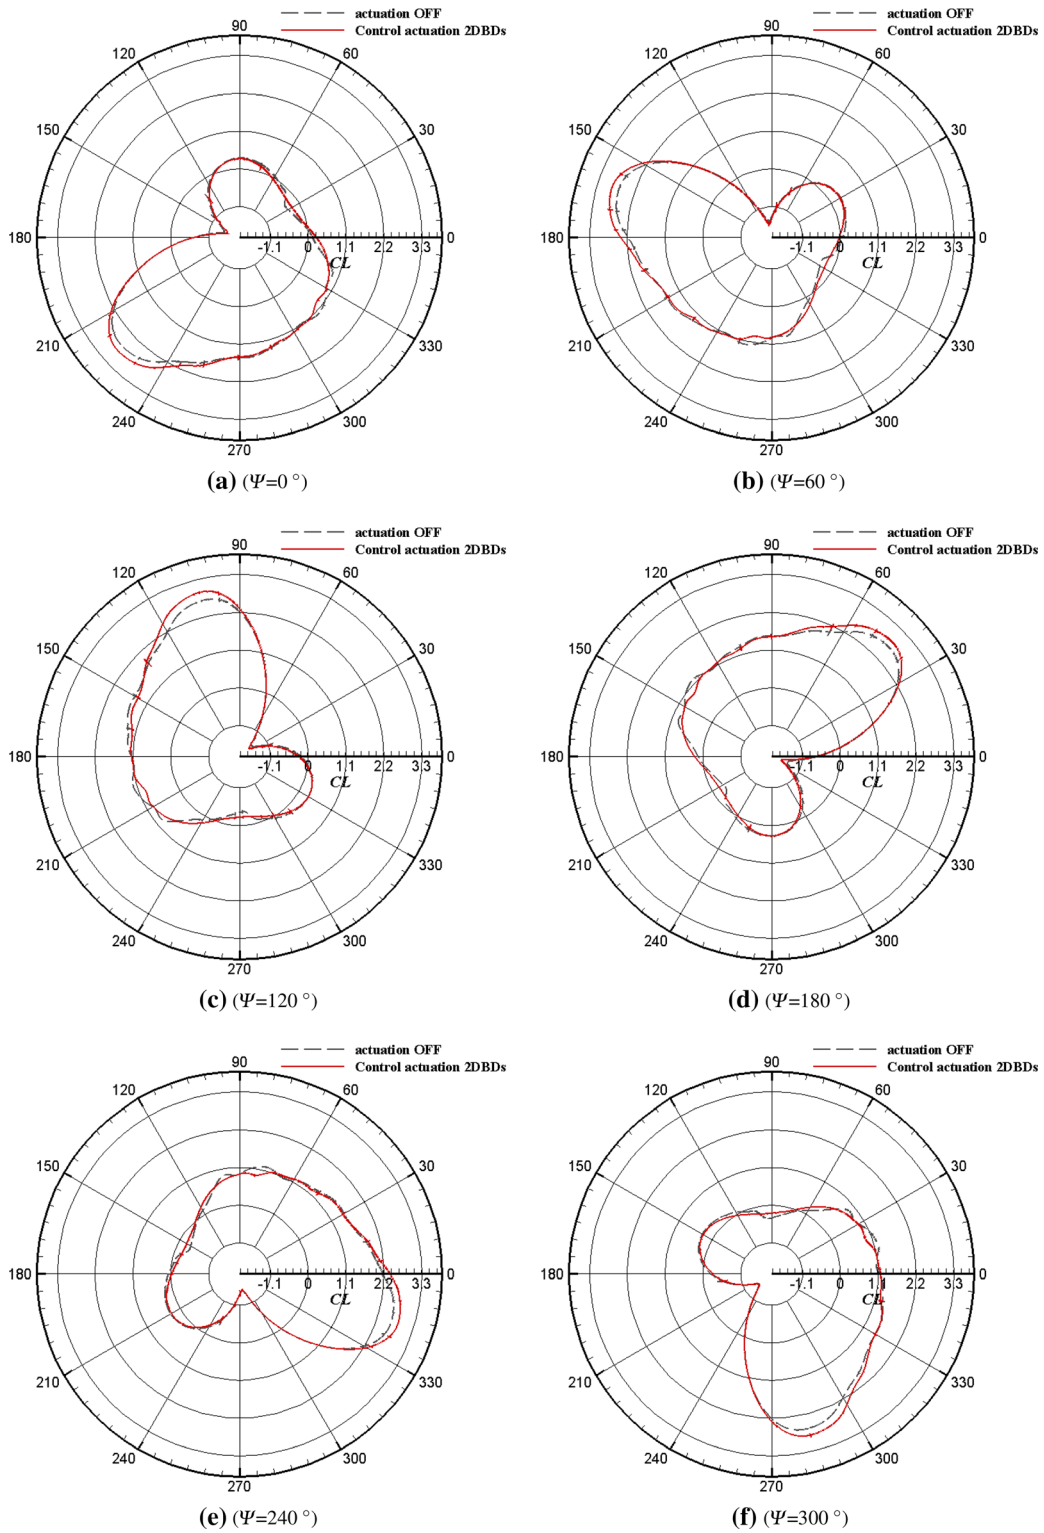 actuation OFF
Control actuation 2DBDs
90
120
60
150
30
180
-1.1 0 1.1 2.2 3.3
0
CL
210
330
240
300
270
(a) (Ψ=0 °)
actuation OFF
Control actuation 2DBDs
90
120
60
150
30
180
-1.1 0 1.1 2.2 3.3
0
CL
210
330
240
300
270
(b) (Ψ=60 °)
actuation OFF
Control actuation 2DBDs
90
120
60
150
30
180
-1.1 0 1.1 2.2 3.3
0
CL
210
330
240
300
270
(c) (Ψ=120 °)
actuation OFF
Control actuation 2DBDs
90
120
60
150
30
180
-1.1 0 1.1 2.2 3.3
0
CL
210
330
240
300
270
(d) (Ψ=180 °)
actuation OFF
Control actuation 2DBDs
90
120
60
150
30
180
-1.1 0 1.1 2.2 3.3
0
CL
210
330
240
300
270
(e) (Ψ=240 °)
actuation OFF
Control actuation 2DBDs
90
120
60
150
30
180
-1.1 0 1.1 2.2 3.3
0
CL
210
330
240
300
270
(f) (Ψ=300 °)